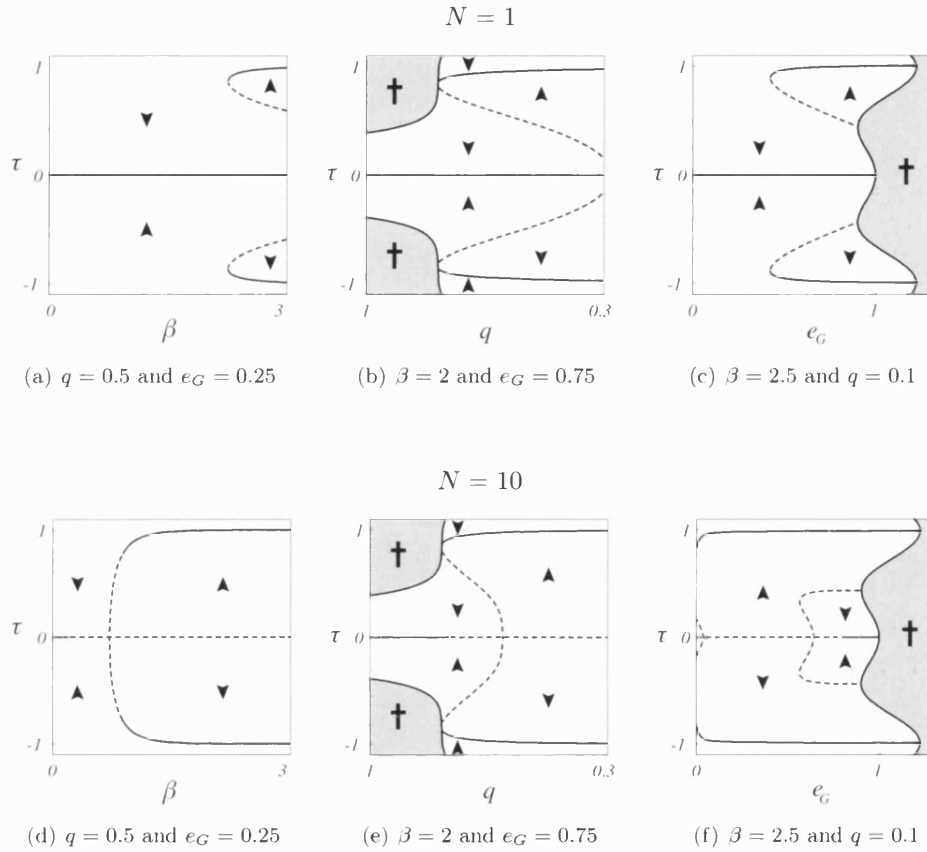 N = 1
1 1 1
τ 0 τ 0 τ 0
-1 -1 -1
0 3 1 0.3 0 1
β q e_G
(a) q = 0.5 and e_G = 0.25 (b) β = 2 and e_G = 0.75 (c) β = 2.5 and q = 0.1
N = 10
1 1 1
τ 0 τ 0 τ 0
-1 -1 -1
0 3 1 0.3 0 1
β q e_G
(d) q = 0.5 and e_G = 0.25 (e) β = 2 and e_G = 0.75 (f) β = 2.5 and q = 0.1